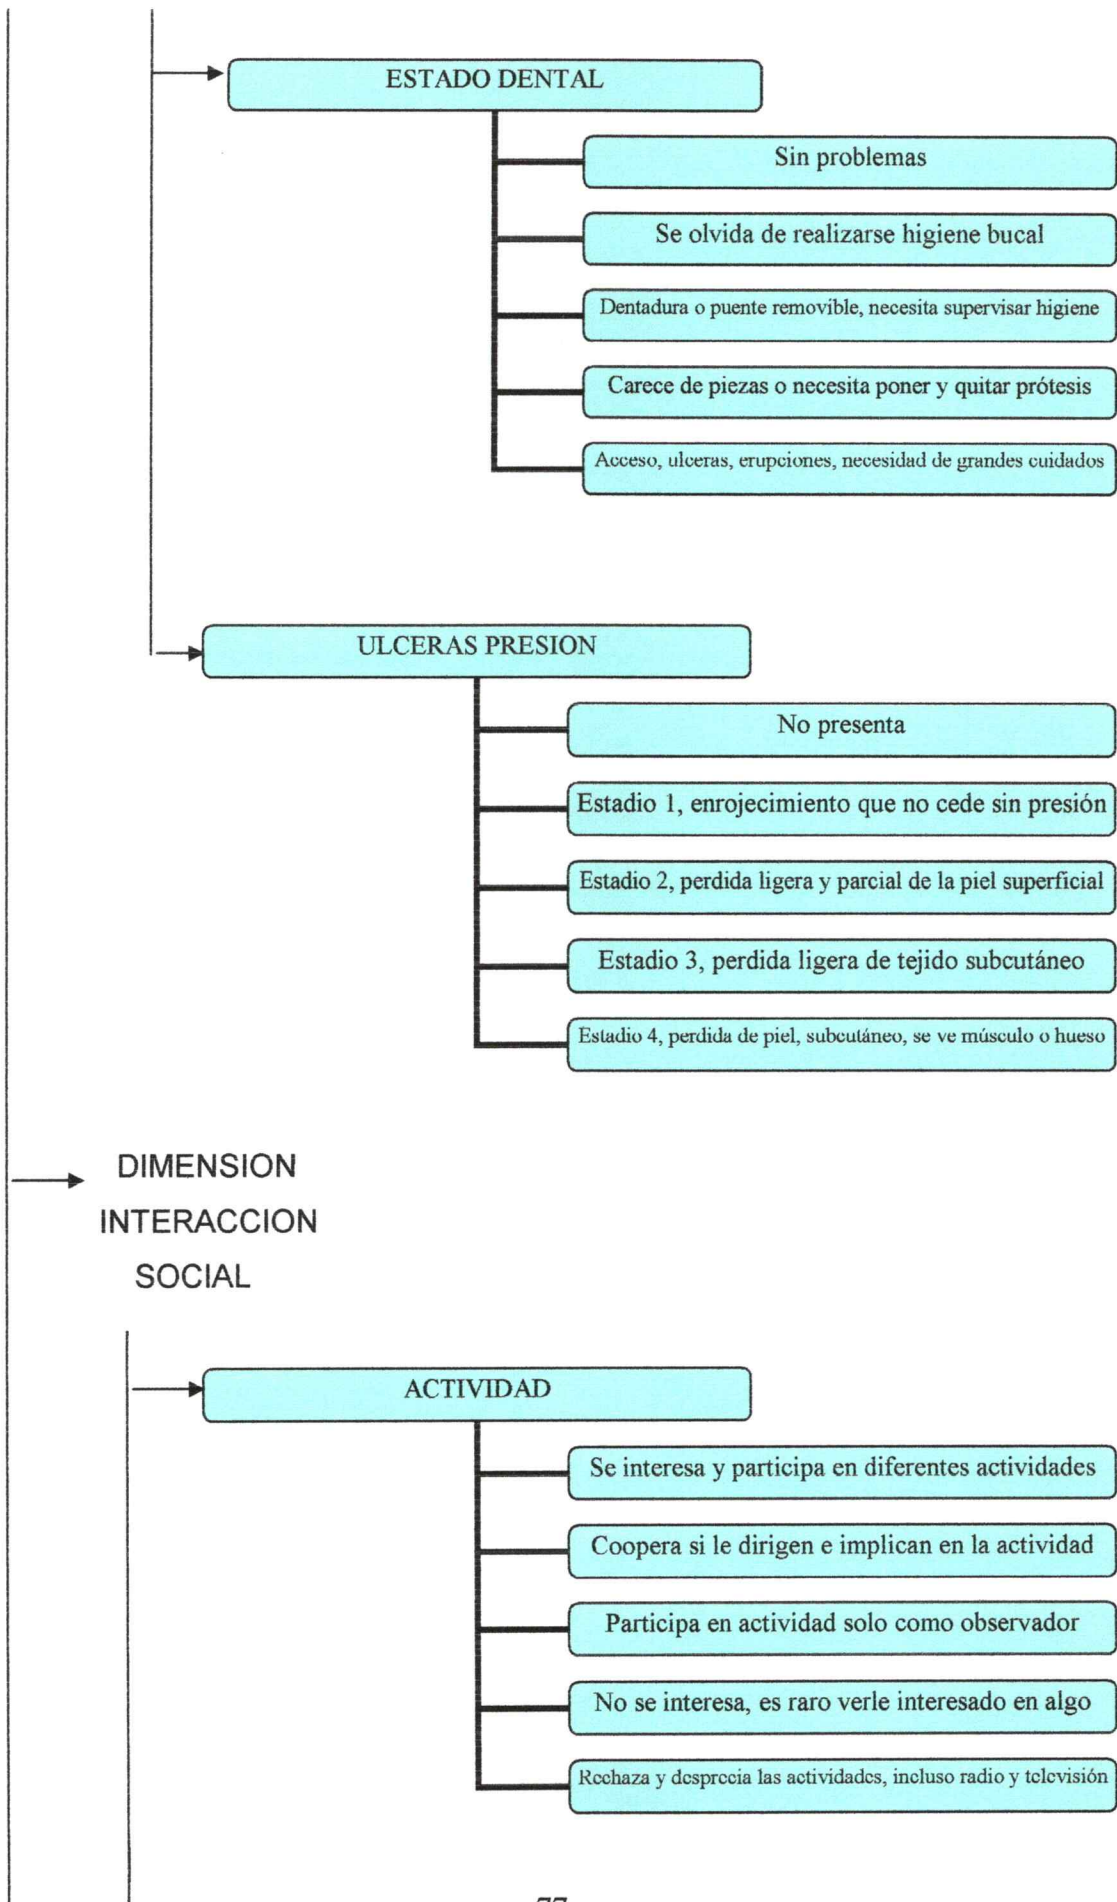 ESTADO DENTAL
Sin problemas
Se olvida de realizarse higiene bucal
Dentadura o puente removible, necesita supervisar higiene
Carece de piezas o necesita poner y quitar prótesis
Acceso, ulceras, erupciones, necesidad de grandes cuidados
ULCERAS PRESION
No presenta
Estadio 1, enrojecimiento que no cede sin presión
Estadio 2, perdida ligera y parcial de la piel superficial
Estadio 3, perdida ligera de tejido subcutáneo
Estadio 4, perdida de piel, subcutáneo, se ve músculo o hueso
DIMENSION
INTERACCION
SOCIAL
ACTIVIDAD
Se interesa y participa en diferentes actividades
Coopera si le dirigen e implican en la actividad
Participa en actividad solo como observador
No se interesa, es raro verle interesado en algo
Rechaza y desprecia las actividades, incluso radio y televisión